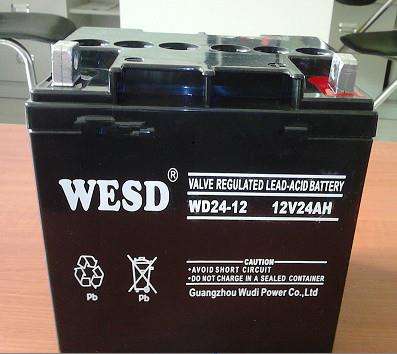 WESD®
VALVE REGULATED LEAD-ACID BATTERY
WD24-12 12V24AH
CAUTION
•AVOID SHORT CIRCUIT
•DO NOT CHARGE IN A SEALED CONTAINER
Guangzhou Wudi Power Co.,Ltd
Pb Pb